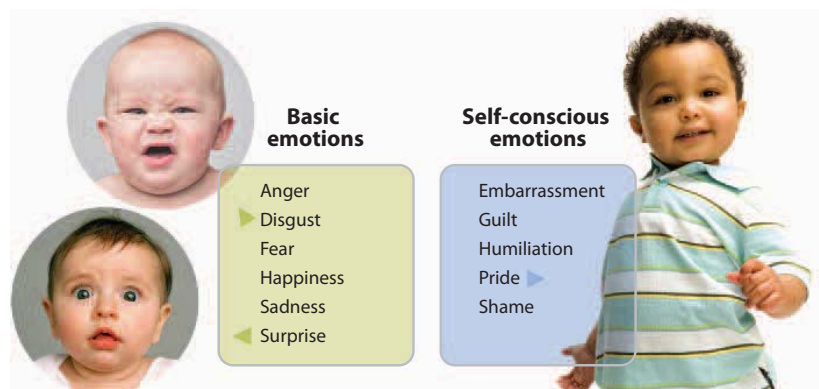 Basic
emotions
Anger
Disgust
Fear
Happiness
Sadness
Surprise
Self-conscious
emotions
Embarrassment
Guilt
Humiliation
Pride
Shame